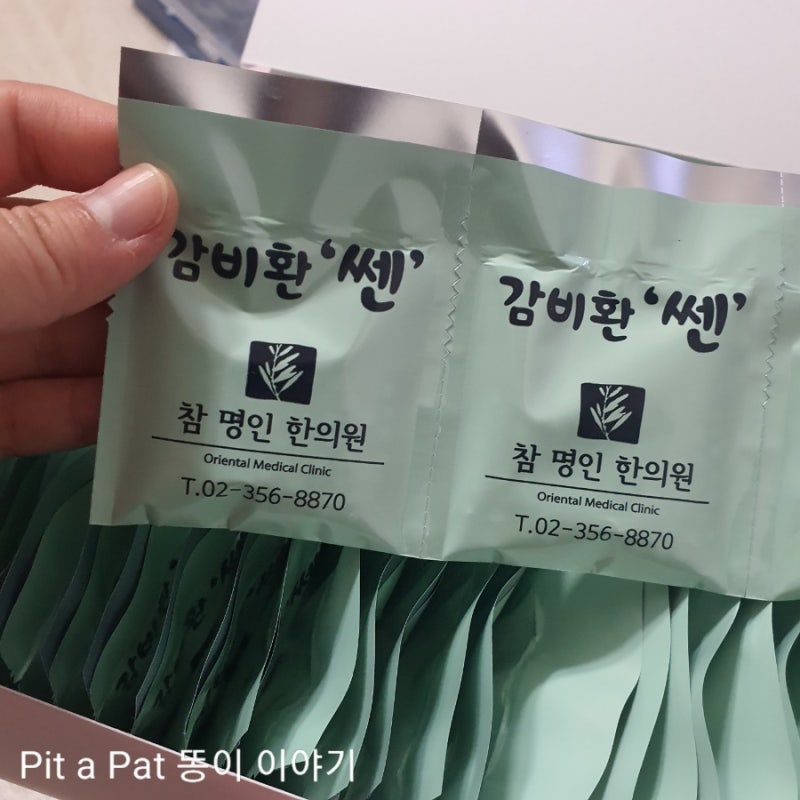 감비환 '쎈'
참 명인 한의원
Oriental Medical Clinic
T.02-356-8870
감비환 '쎈'
참 명인 한의원
Oriental Medical Clinic
T.02-356-8870
Pit a Pat 똥이 이야기